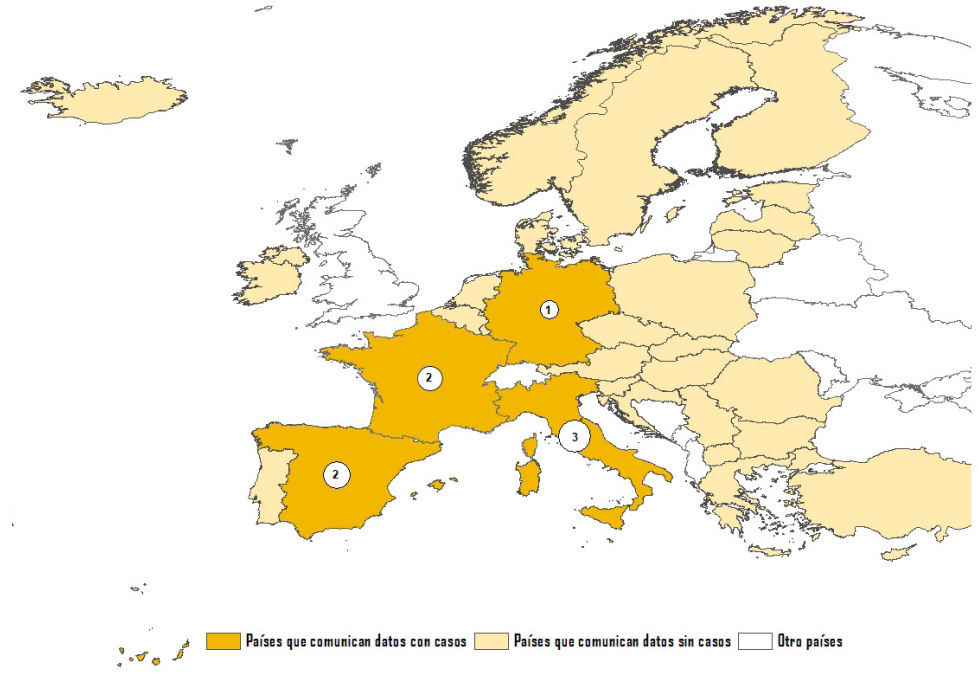 1
2
3
2
Países que comunican datos con casos Países que comunican datos sin casos Otro países